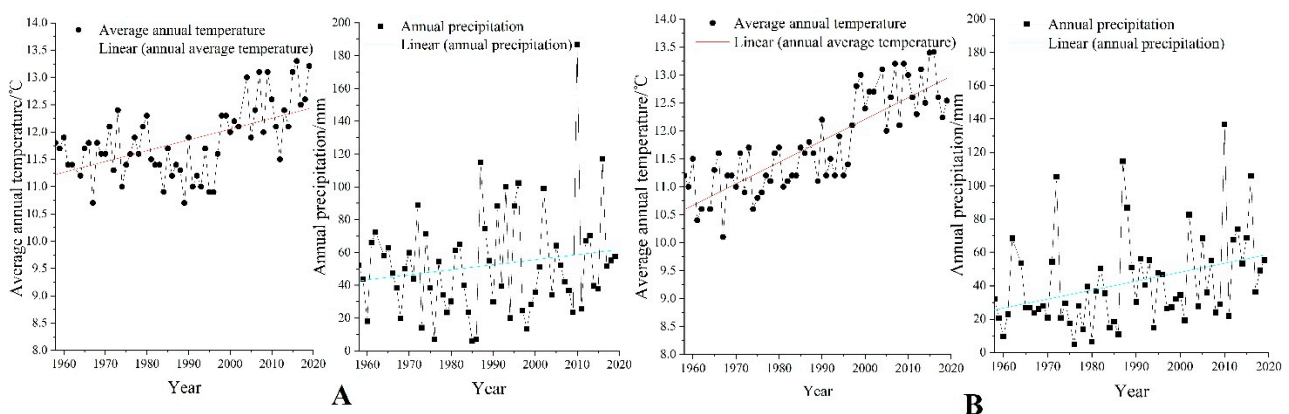 Average annual temperature
Linear (annual average temperature)
Average annual temperature/℃
14.0
13.5
13.0
12.5
12.0
11.5
11.0
10.5
10.0
9.5
9.0
8.5
8.0
1960 1970 1980 1990 2000 2010 2020
Year
Annual precipitation
Linear (annual precipitation)
Annual precipitation/mm
200
180
160
140
120
100
80
60
40
20
0
1960 1970 1980 1990 2000 2010 2020
Year
A
Average annual temperature
Linear (annual average temperature)
Average annual temperature/℃
14.0
13.5
13.0
12.5
12.0
11.5
11.0
10.5
10.0
9.5
9.0
8.5
8.0
1960 1970 1980 1990 2000 2010 2020
Year
Annual precipitation
Linear (annual precipitation)
Annual precipitation/mm
200
180
160
140
120
100
80
60
40
20
0
1960 1970 1980 1990 2000 2010 2020
Year
B